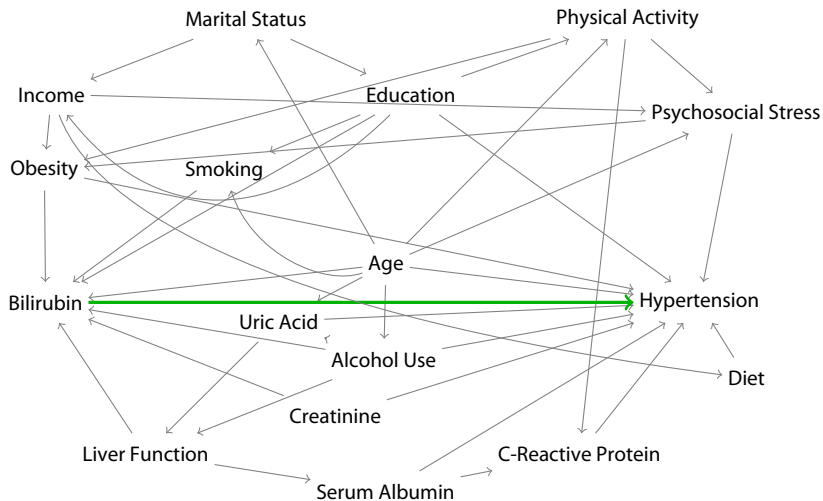 Marital Status
Physical Activity
Income
Education
Psychosocial Stress
Obesity
Smoking
Age
Bilirubin
Hypertension
Uric Acid
Alcohol Use
Diet
Creatinine
Liver Function
C-Reactive Protein
Serum Albumin